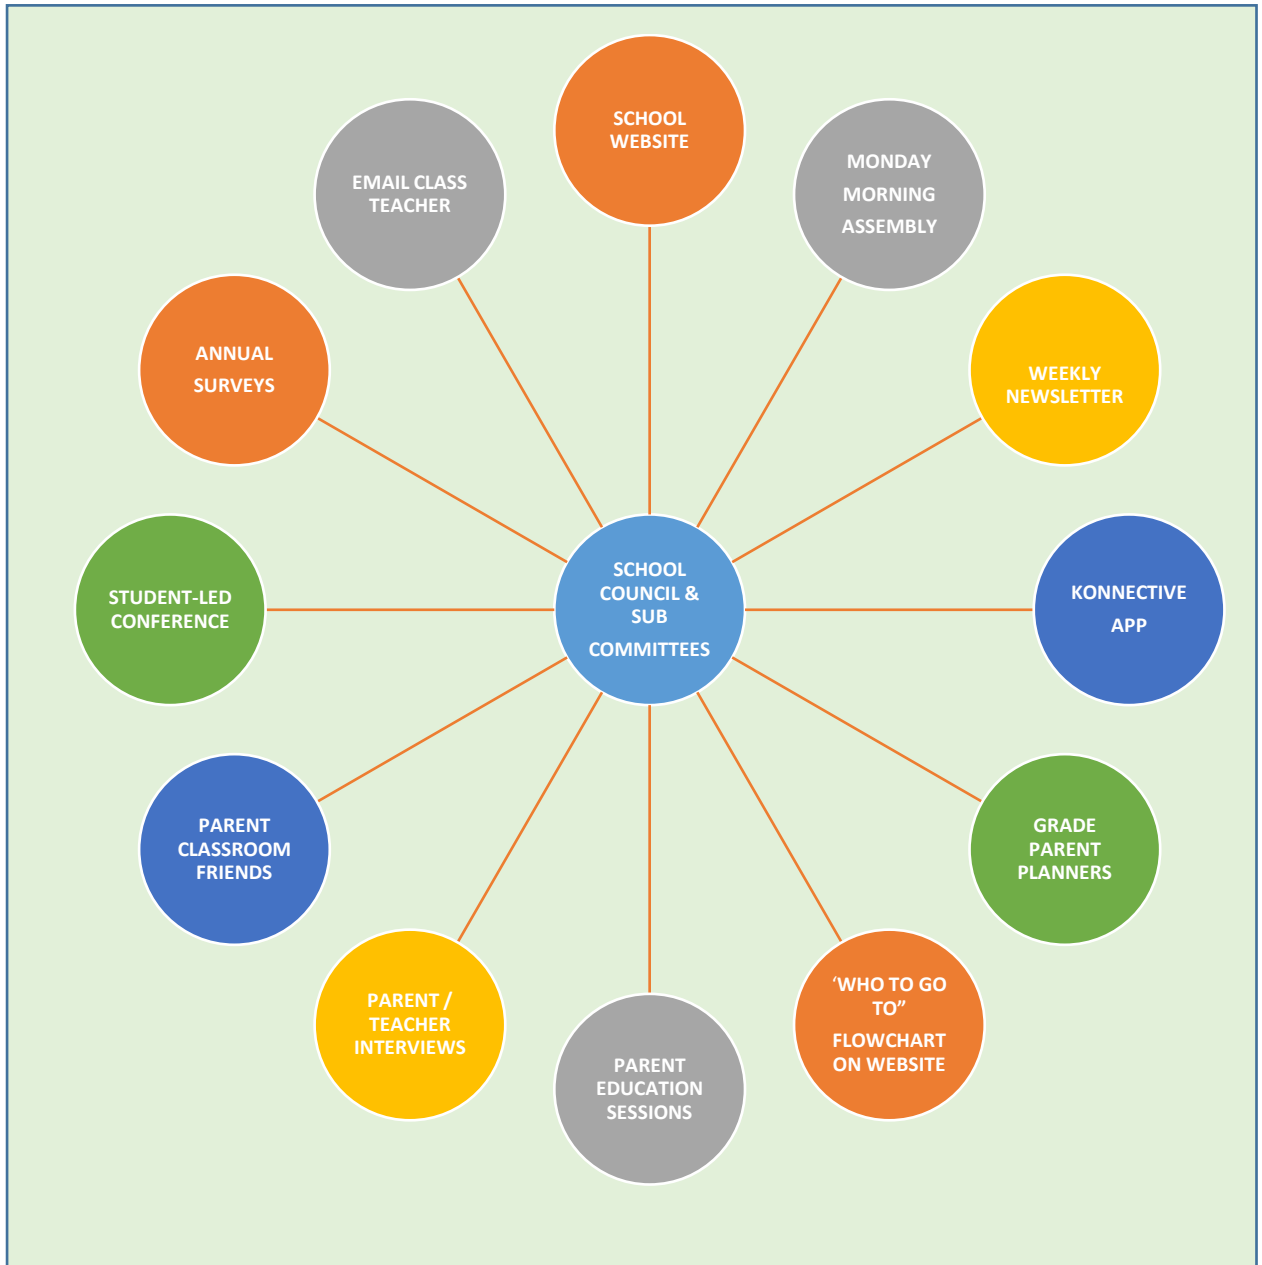 SCHOOL
WEBSITE
MONDAY
MORNING
ASSEMBLY
WEEKLY
NEWSLETTER
KONNECTIVE
APP
GRADE
PARENT
PLANNERS
‘WHO TO GO
TO”
FLOWCHART
ON WEBSITE
PARENT
EDUCATION
SESSIONS
PARENT /
TEACHER
INTERVIEWS
PARENT
CLASSROOM
FRIENDS
STUDENT-LED
CONFERENCE
ANNUAL
SURVEYS
EMAIL CLASS
TEACHER
SCHOOL
COUNCIL &
SUB
COMMITTEES